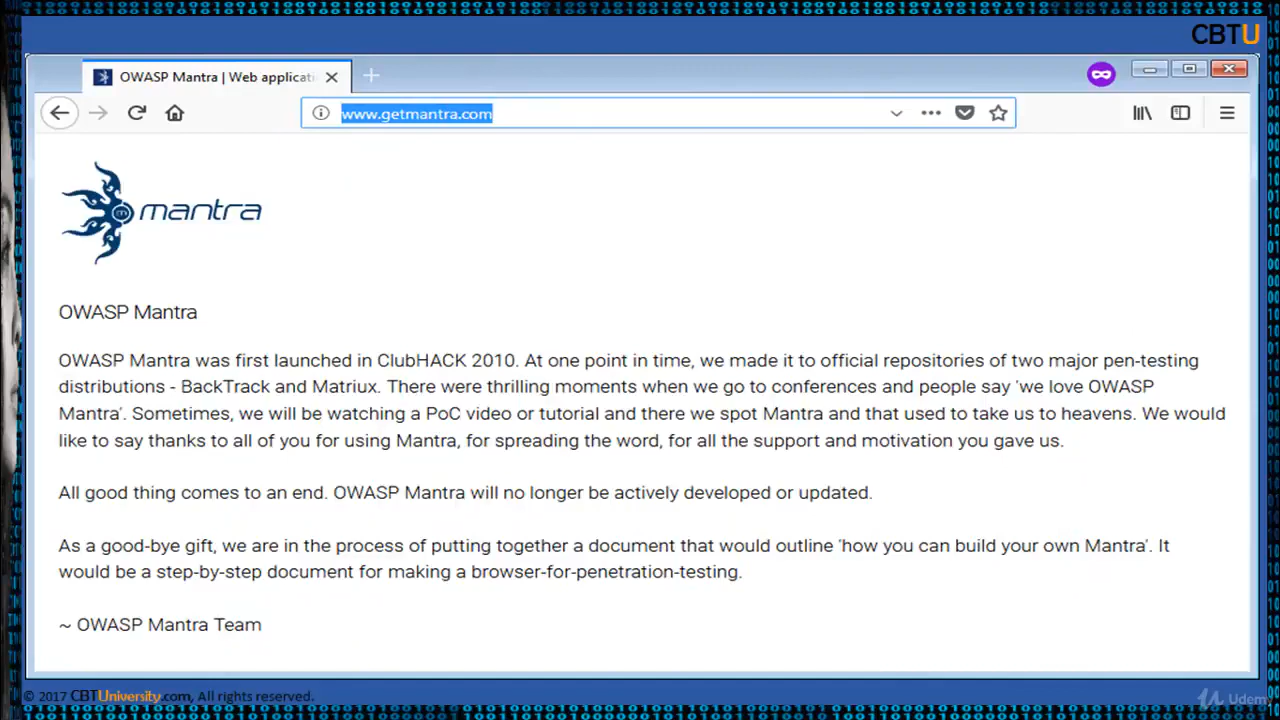 CBTU
OWASP Mantra | Web applicati
www.getmantra.com
mantra
OWASP Mantra
OWASP Mantra was first launched in ClubHACK 2010. At one point in time, we made it to official repositories of two major pen-testing
distributions - BackTrack and Matriux. There were thrilling moments when we go to conferences and people say 'we love OWASP
Mantra'. Sometimes, we will be watching a PoC video or tutorial and there we spot Mantra and that used to take us to heavens. We would
like to say thanks to all of you for using Mantra, for spreading the word, for all the support and motivation you gave us.
All good thing comes to an end. OWASP Mantra will no longer be actively developed or updated.
As a good-bye gift, we are in the process of putting together a document that would outline 'how you can build your own Mantra'. It
would be a step-by-step document for making a browser-for-penetration-testing.
~ OWASP Mantra Team
© 2017 CBTUniversity.com, All rights reserved.
Udemy